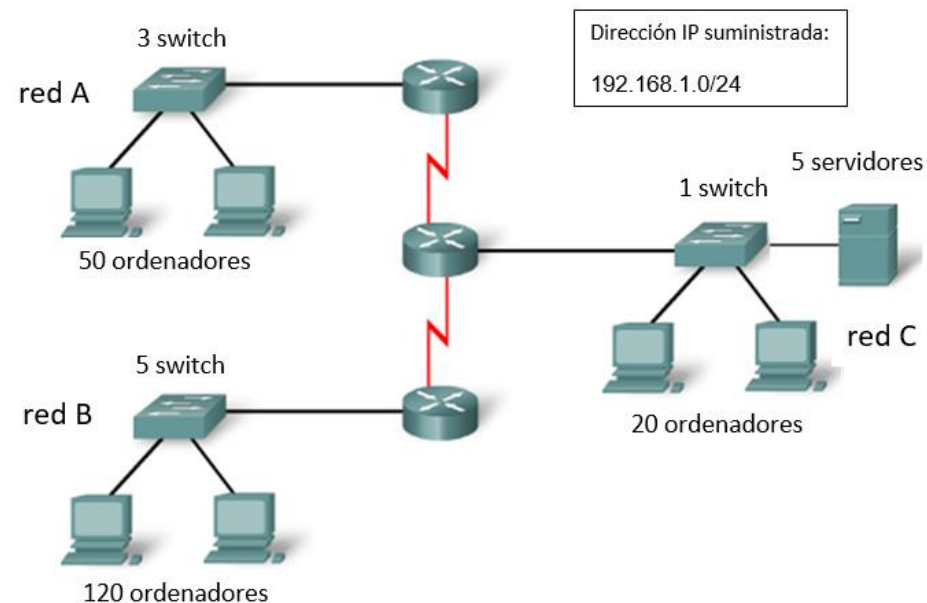 3 switch
red A
50 ordenadores
Dirección IP suministrada:
192.168.1.0/24
1 switch
5 servidores
red C
20 ordenadores
5 switch
red B
120 ordenadores